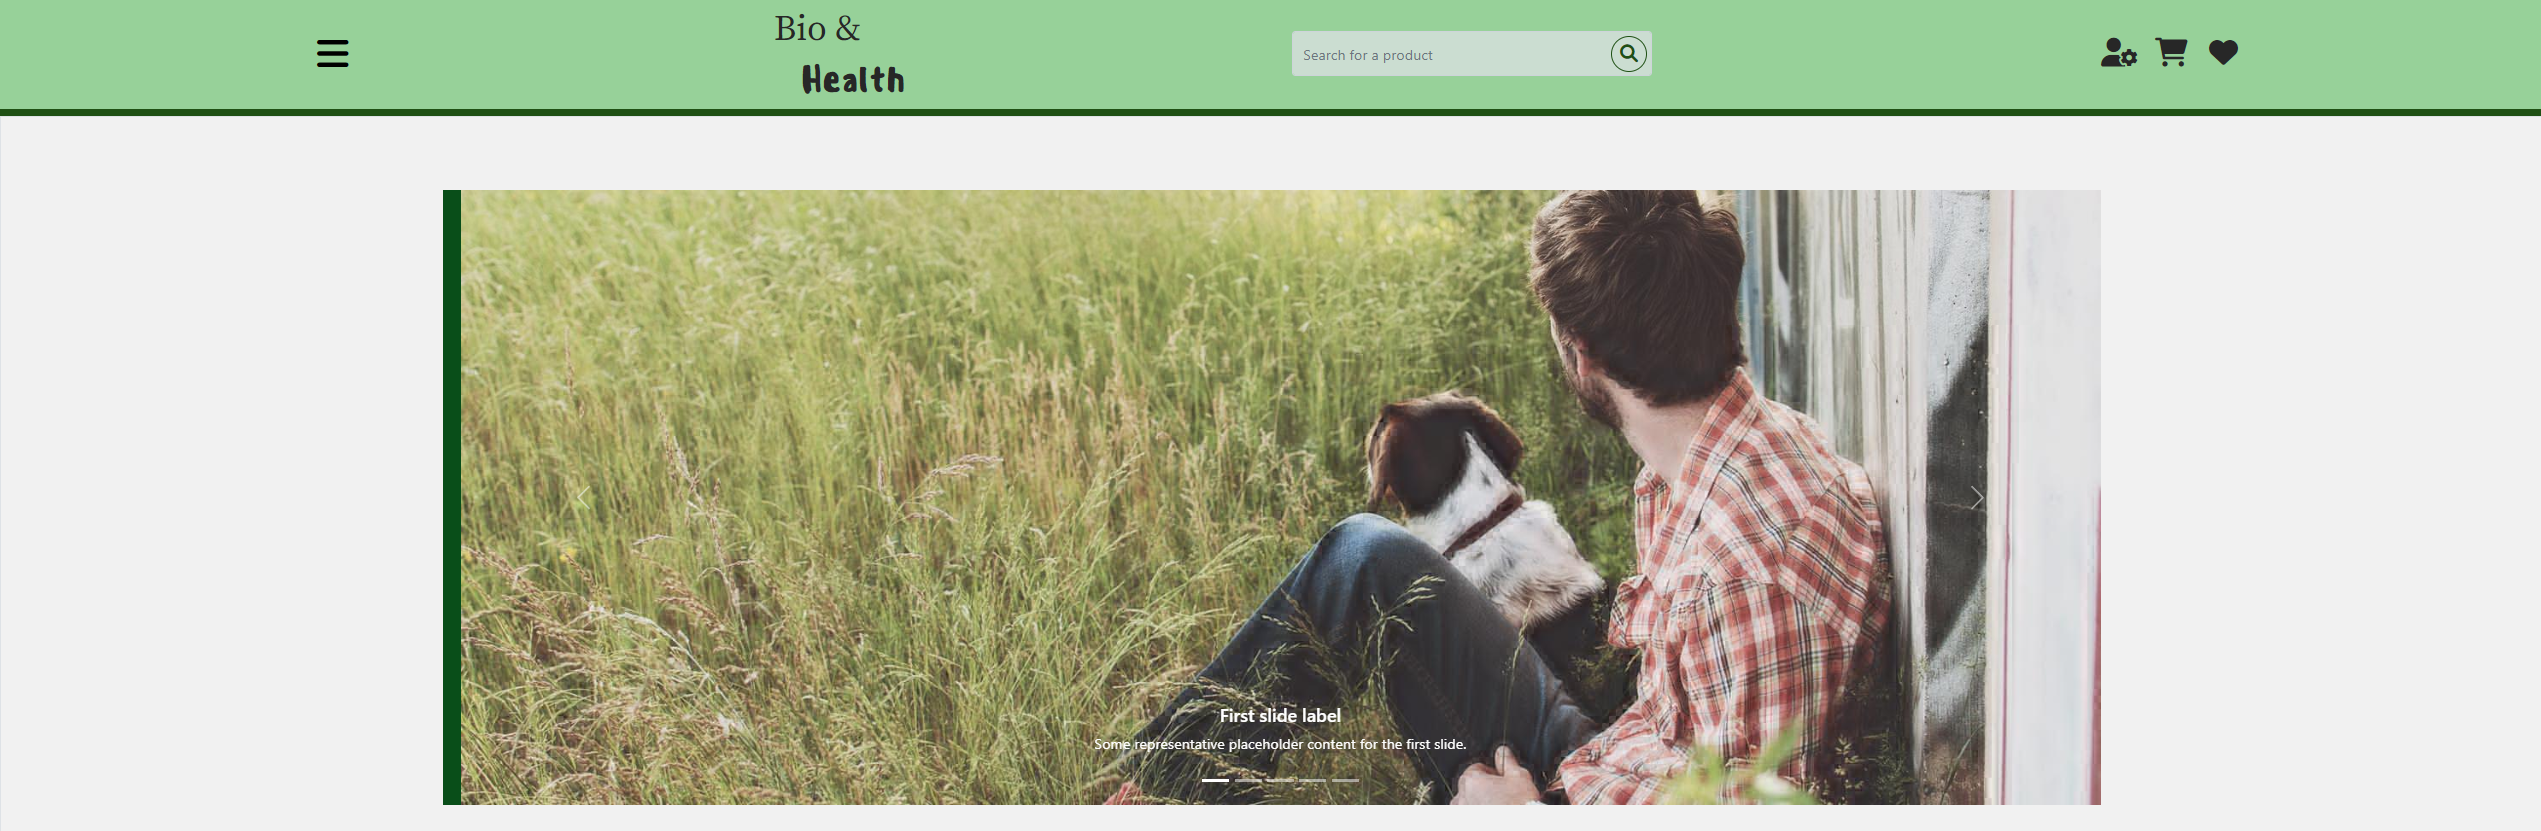 Bio &
Health
Search for a product
First slide label
Some representative placeholder content for the first slide.